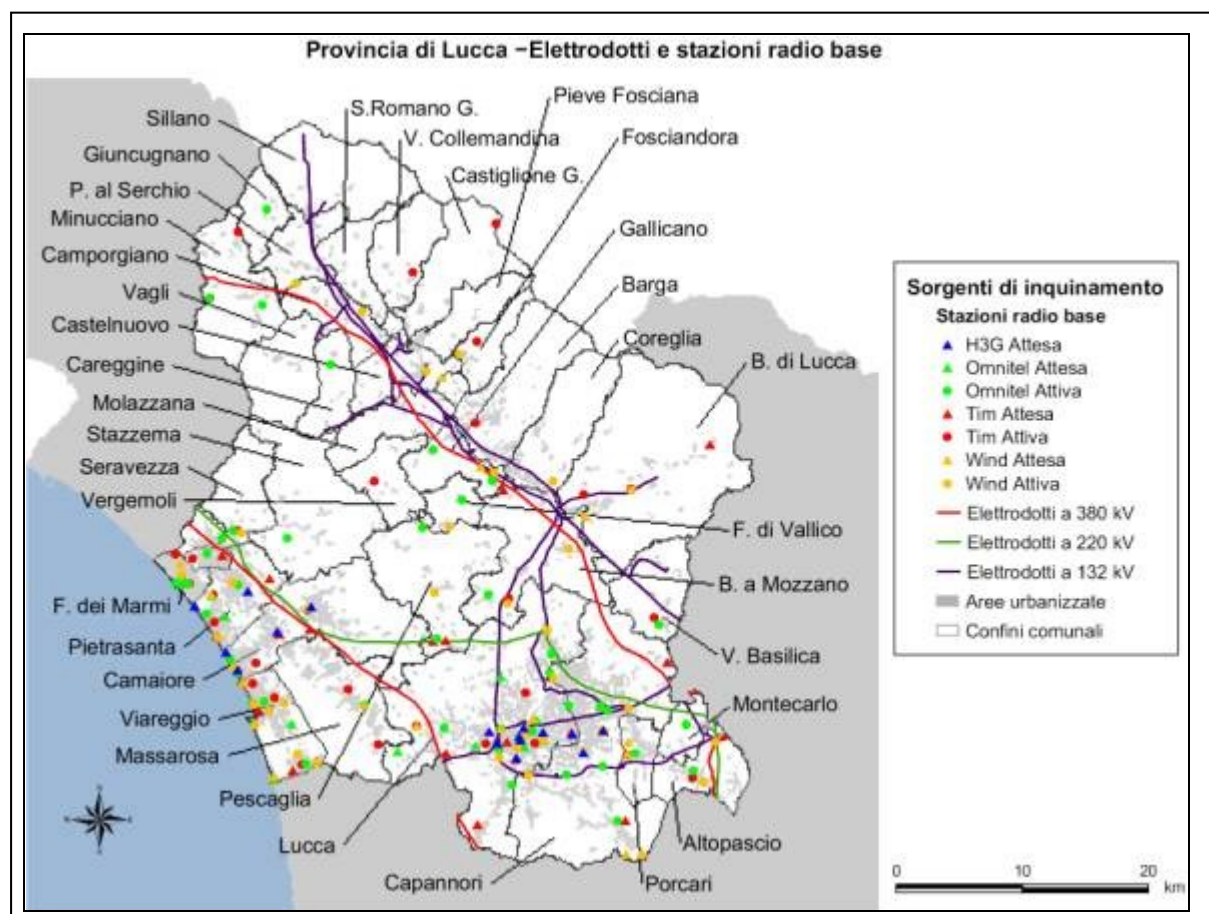 Provincia di Lucca –Elettrodotti e stazioni radio base
Pieve Fosciana
S.Romano G.
Sillano
V. Collemandina
Fosciandora
Giuncugnano
Castiglione G.
P. al Serchio
Minucciano
Gallicano
Camporgiano
Barga
Vagli
Castelnuovo
Coreglia
Careggine
B. di Lucca
Molazzana
Stazzema
Seravezza
Vergemoli
F. di Vallico
B. a Mozzano
F. dei Marmi
Pietrasanta
V. Basilica
Camaiore
Montecarlo
Viareggio
Massarosa
Pescaglia
Lucca
Altopascio
Capannori
Porcari
Sorgenti di inquinamento
Stazioni radio base
H3G Attesa
Omnitel Attesa
Omnitel Attiva
Tim Attesa
Tim Attiva
Wind Attesa
Wind Attiva
Elettrodotti a 380 kV
Elettrodotti a 220 kV
Elettrodotti a 132 kV
Aree urbanizzate
Confini comunali
0 10 20
km